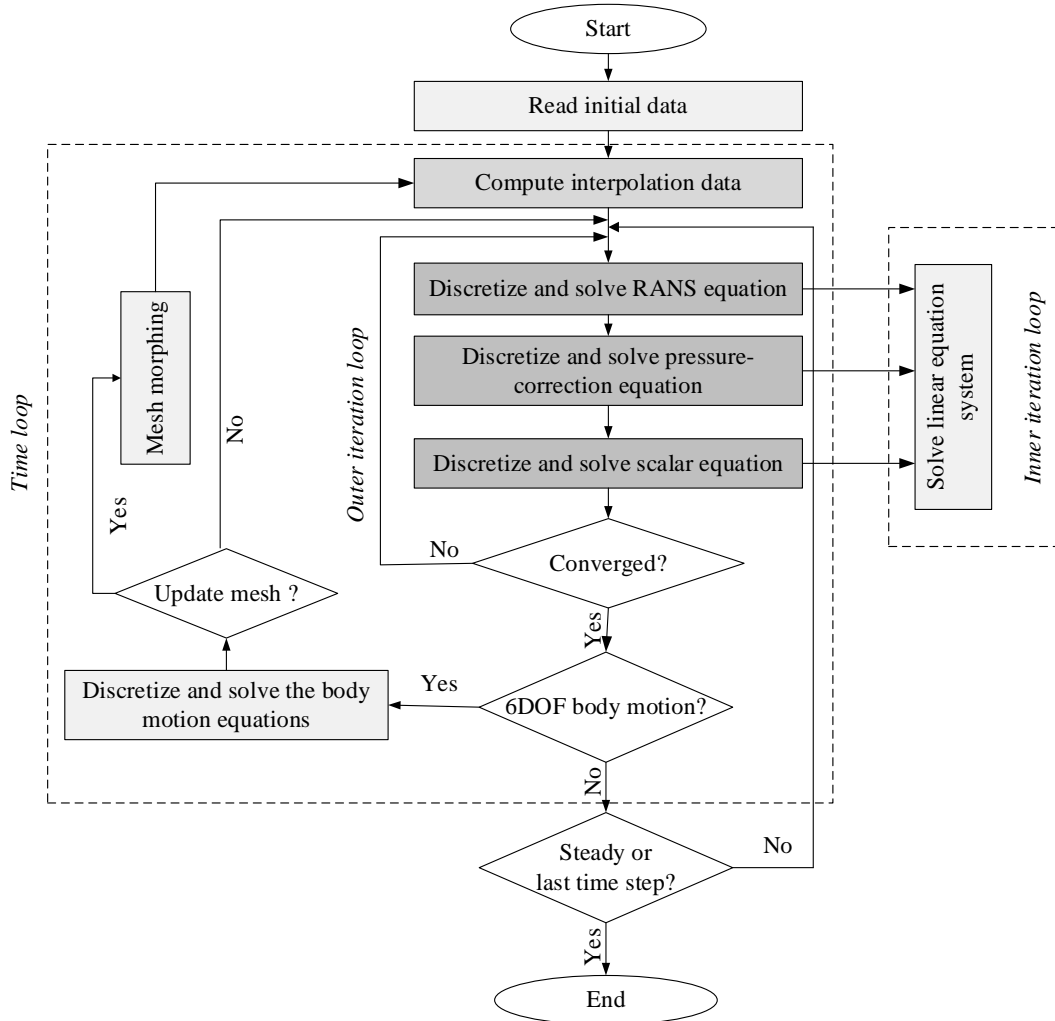 Start
Read initial data
Compute interpolation data
Discretize and solve RANS equation
Discretize and solve pressure-
correction equation
Discretize and solve scalar equation
Solve linear equation
system
Inner iteration loop
Outer iteration loop
Time loop
Mesh morphing
No
Yes
No
Converged?
Update mesh ?
Yes
Discretize and solve the body
motion equations
Yes
6DOF body motion?
No
Steady or
last time step?
No
Yes
End